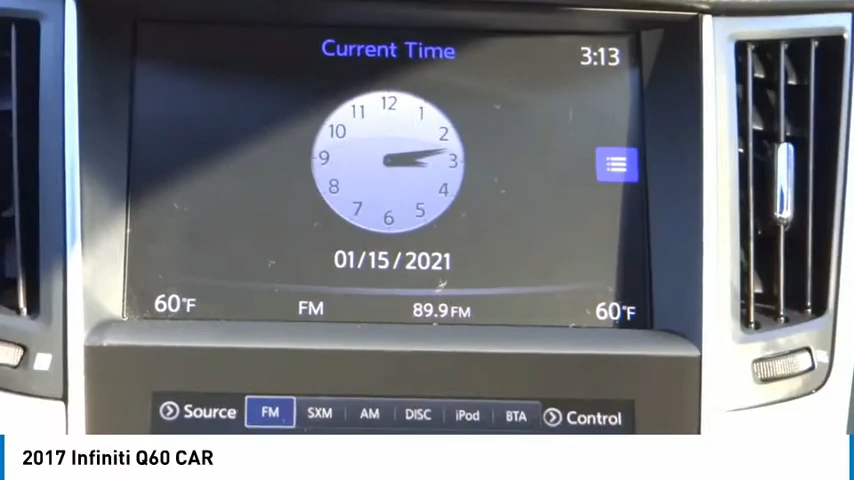 Current Time
3:13
12
11
1
10
2
9
3
8
4
7
5
6
01/15/2021
60°F
FM
89.9 FM
60°F
Source
FM
SXM
AM
DISC
iPod
BTA
Control
2017 Infiniti Q60 CAR